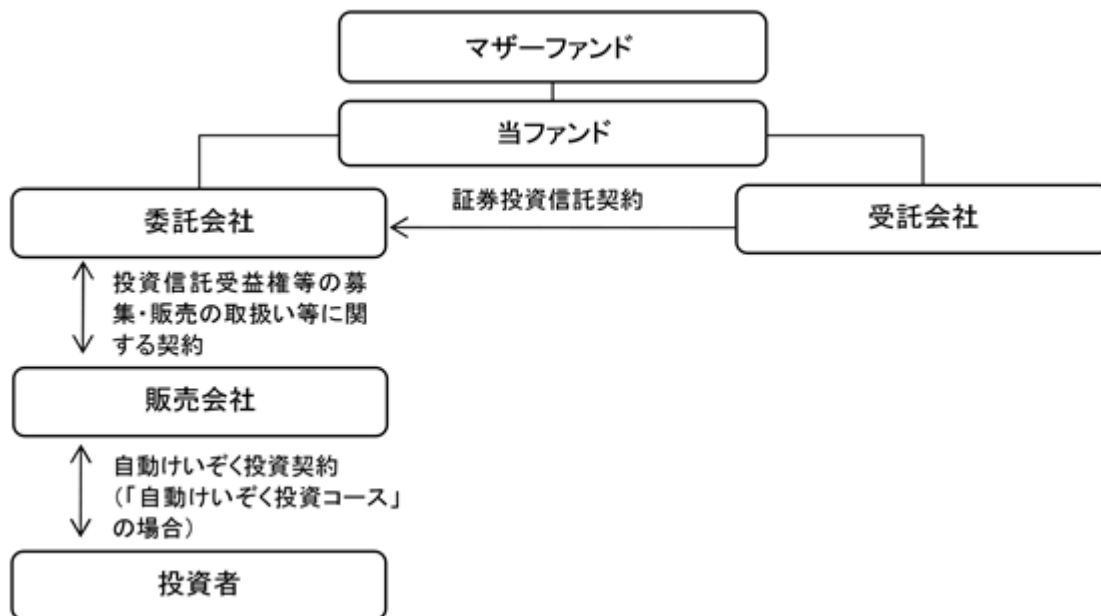 マザーファンド
当ファンド
証券投資信託契約
委託会社
受託会社
投資信託受益権等の募
集・販売の取扱い等に関
する契約
販売会社
自動けいぞく投資契約
（「自動けいぞく投資コース」
の場合）
投資者